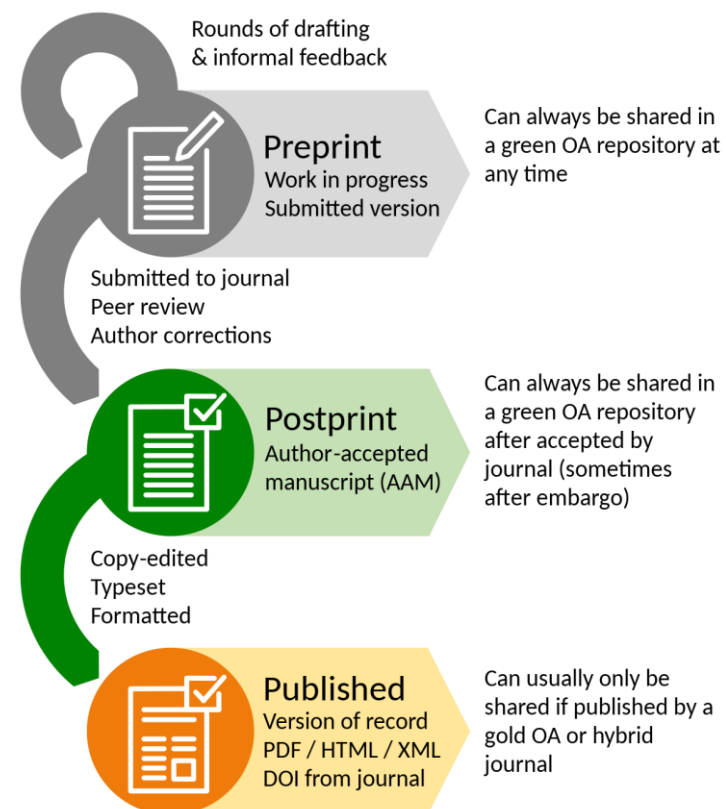 Rounds of drafting
& informal feedback
Preprint
Work in progress
Submitted version
Can always be shared in
a green OA repository at
any time
Submitted to journal
Peer review
Author corrections
Postprint
Author-accepted
manuscript (AAM)
Can always be shared in
a green OA repository
after accepted by
journal (sometimes
after embargo)
Copy-edited
Typeset
Formatted
Published
Version of record
PDF / HTML / XML
DOI from journal
Can usually only be
shared if published by a
gold OA or hybrid
journal